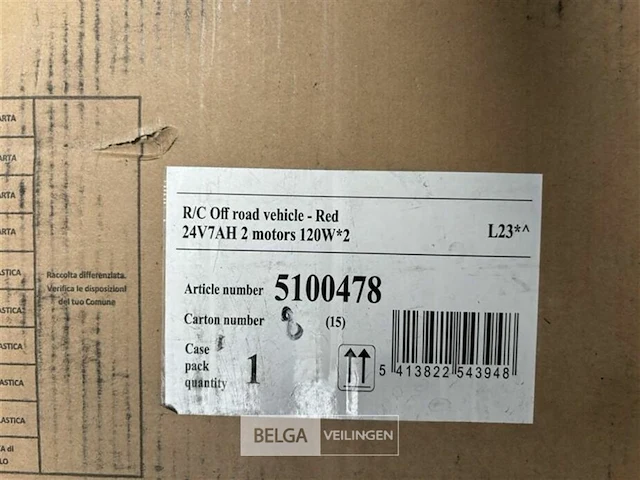 ARTA
ARTA
ARTA
ARTA
ASTICA
ASTICA
ASTICA
ASTICA
ASTICA
A di
LO
Raccolta differenziata.
Verifica le disposizioni
del tuo Comune
R/C Off road vehicle - Red
24V7AH 2 motors 120W*2 L23*^
Article number 5100478
Carton number (15)
Case
pack
quantity 1
5 413822 543948
BELGA VEILINGEN